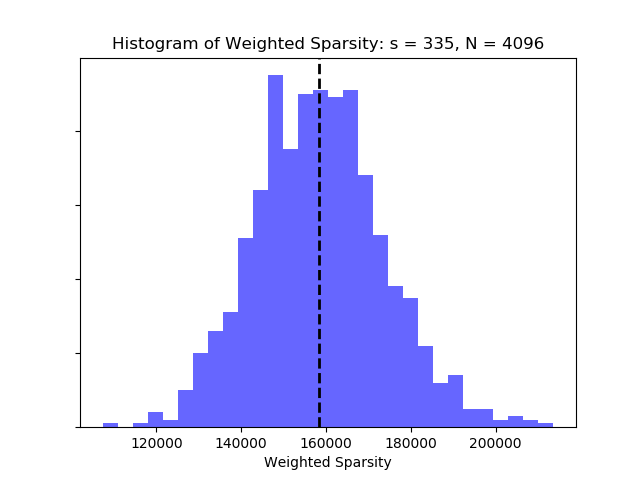 Histogram of Weighted Sparsity: s = 335, N = 4096
120000 140000 160000 180000 200000
Weighted Sparsity